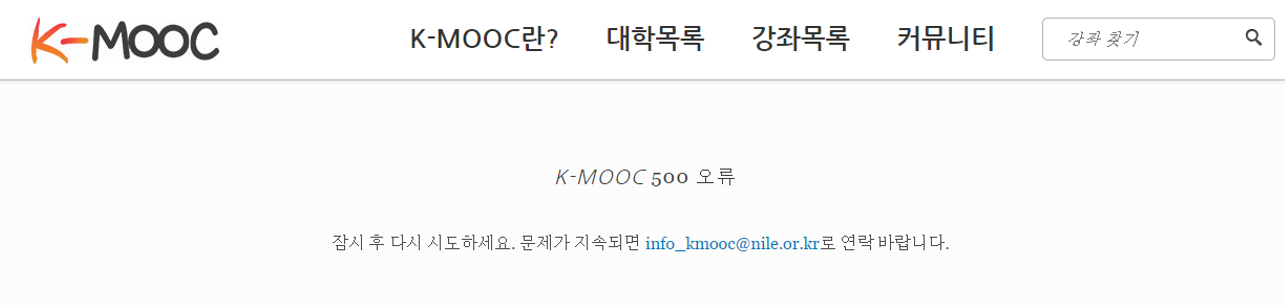 K-MOOC K-MOOC란? 대학목록 강좌목록 커뮤니티 강좌 찾기
K-MOOC 500 오류
잠시 후 다시 시도하세요. 문제가 지속되면 info_kmooc@nile.or.kr로 연락 바랍니다.